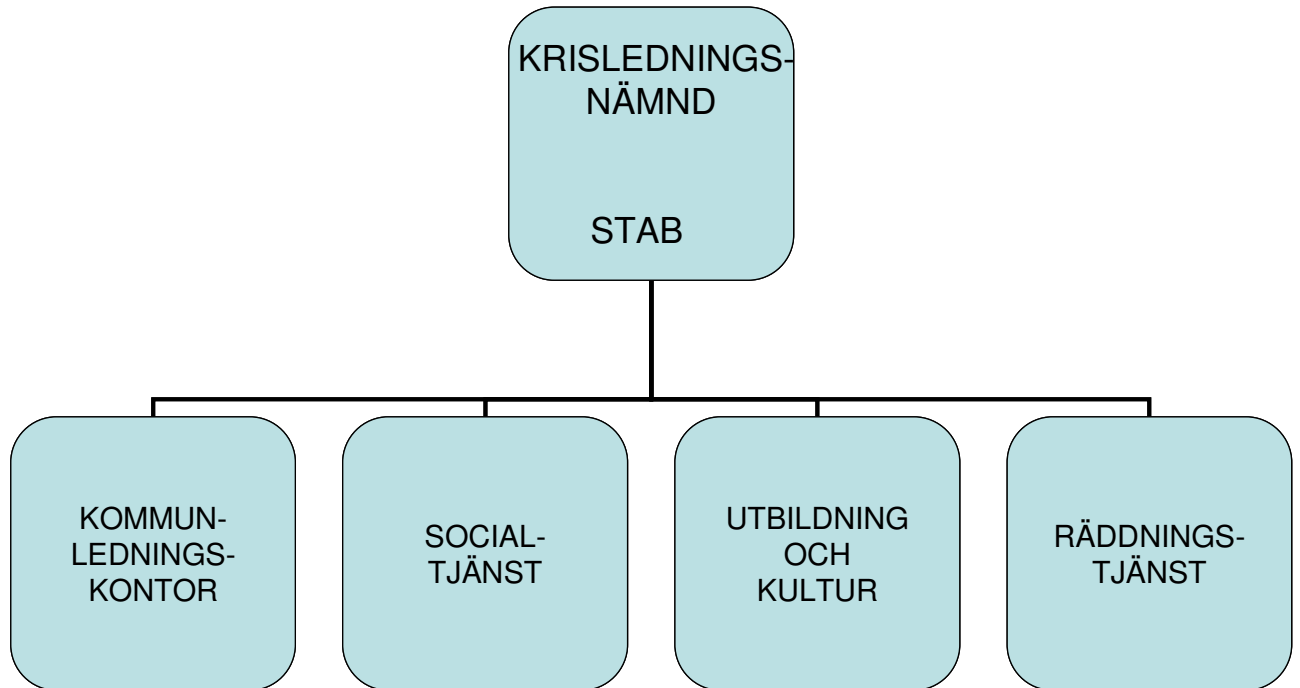 KRISLEDNINGS-
NÄMND
STAB
KOMMUN-
LEDNINGS-
KONTOR
SOCIAL-
TJÄNST
UTBILDNING
OCH
KULTUR
RÄDDNINGS-
TJÄNST